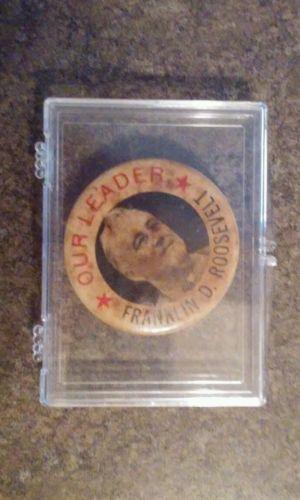 ★ OUR LEADER ★
FRANKLIN D. ROOSEVELT